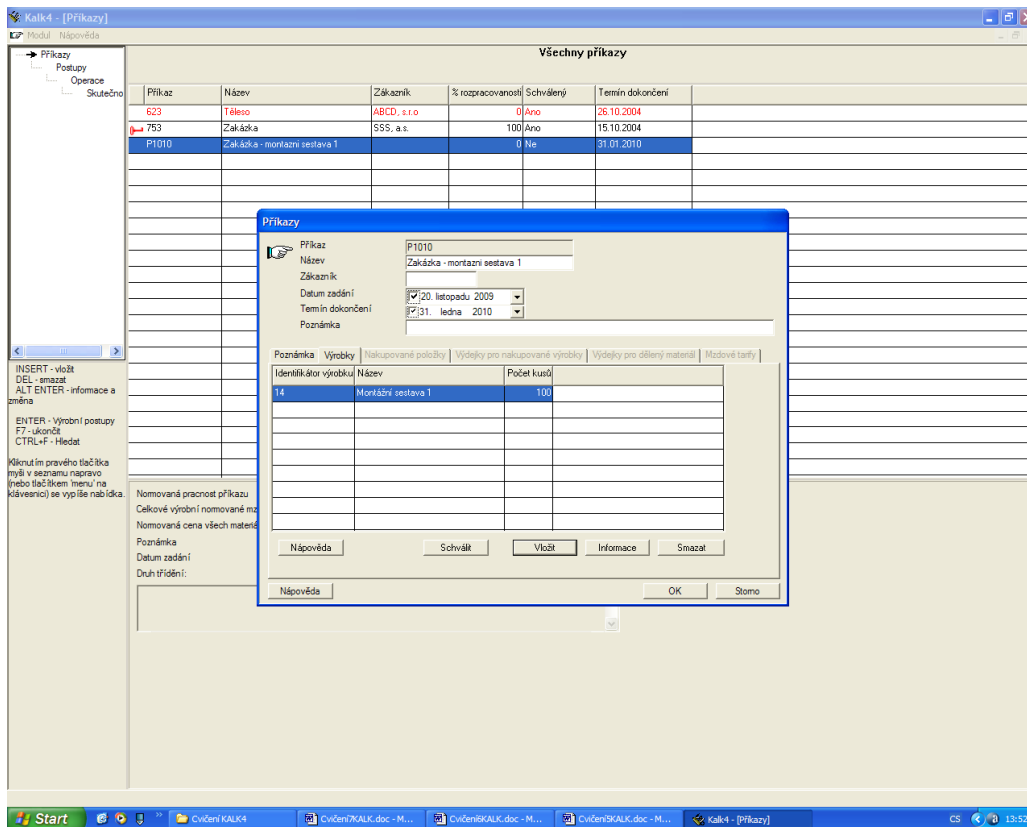 Kalk4 - [Příkazy]
Modul Nápověda
Příkazy
Postupy
Operace
Skutečno
Všechny příkazy
Příkaz Název Zákazník % rozpracovanosti Schválený Termín dokončení
623 Těleso ABCD, s.r.o 0 Ano 26.10.2004
753 Zakázka SSS, a.s. 100 Ano 15.10.2004
P1010 Zakázka - montazni sestava 1 0 Ne 31.01.2010
Příkazy
Příkaz P1010
Název Zakázka - montazni sestava 1
Zákazník
Datum zadání 20. listopadu 2009
Termín dokončení 31. ledna 2010
Poznámka
Poznámka Výrobky Nakupované položky Výdejky pro nakupované výrobky Výdejky pro dělený materiál Mzdové tarify
Identifikátor výrobku Název Počet kusů
14 Montážní sestava 1 100
Nápověda Schválit Vložit Informace Smazat
Nápověda OK Storno
INSERT - vložit
DEL - smazat
ALT ENTER - informace a
změna
ENTER - Výrobní postupy
F7 - ukončit
CTRL+F - Hledat
Kliknutím pravého tlačítka
myši v seznamu napravo
(nebo tlačítkem 'menu' na
klávesnici) se vypíše nabídka.
Normovaná pracnost příkazu
Celkové výrobní normované mz
Normovaná cena všech materiá
Poznámka
Datum zadání
Druh třídění:
Start Cvičení KALK4 Cvičení7KALK.doc - M... Cvičení6KALK.doc - M... Cvičení5KALK.doc - M... Kalk4 - [Příkazy] CS 13:52